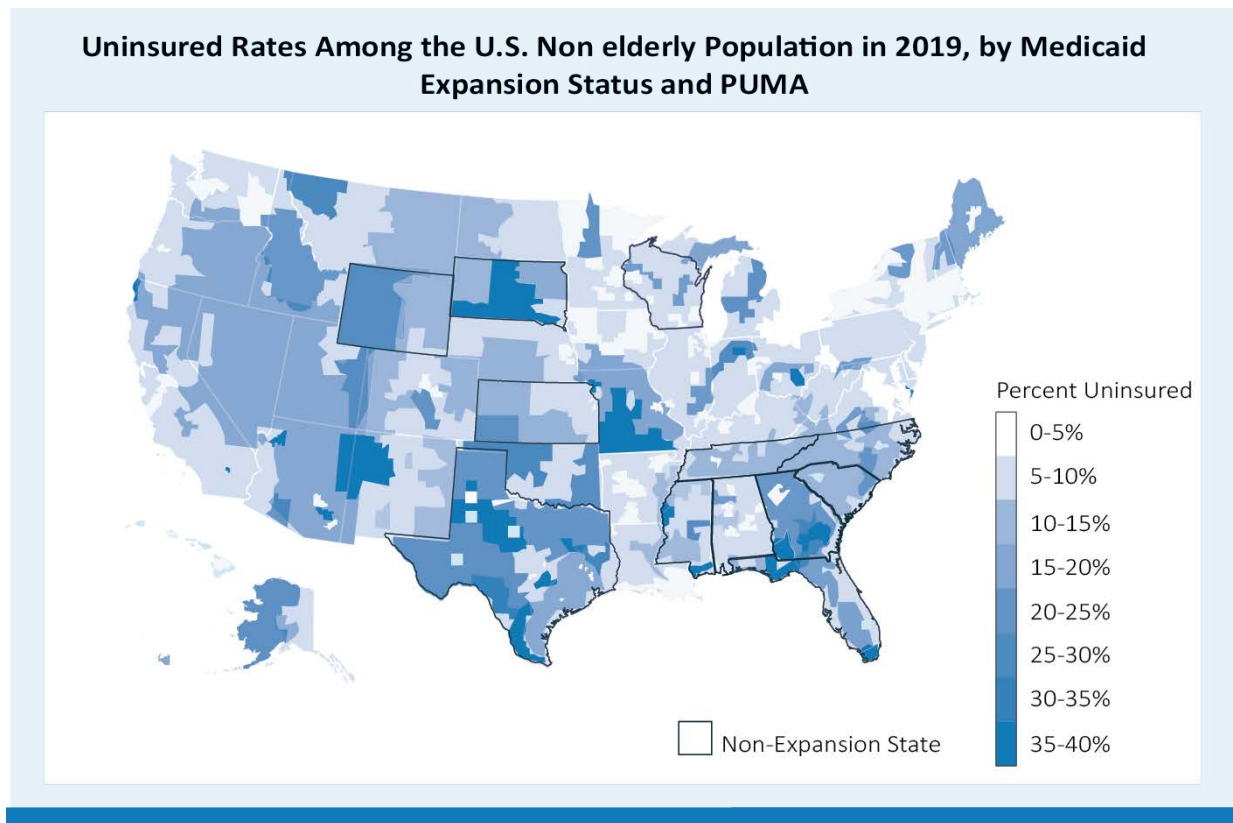 Uninsured Rates Among the U.S. Non elderly Population in 2019, by Medicaid
Expansion Status and PUMA
Percent Uninsured
0-5%
5-10%
10-15%
15-20%
20-25%
25-30%
30-35%
35-40%
Non-Expansion State